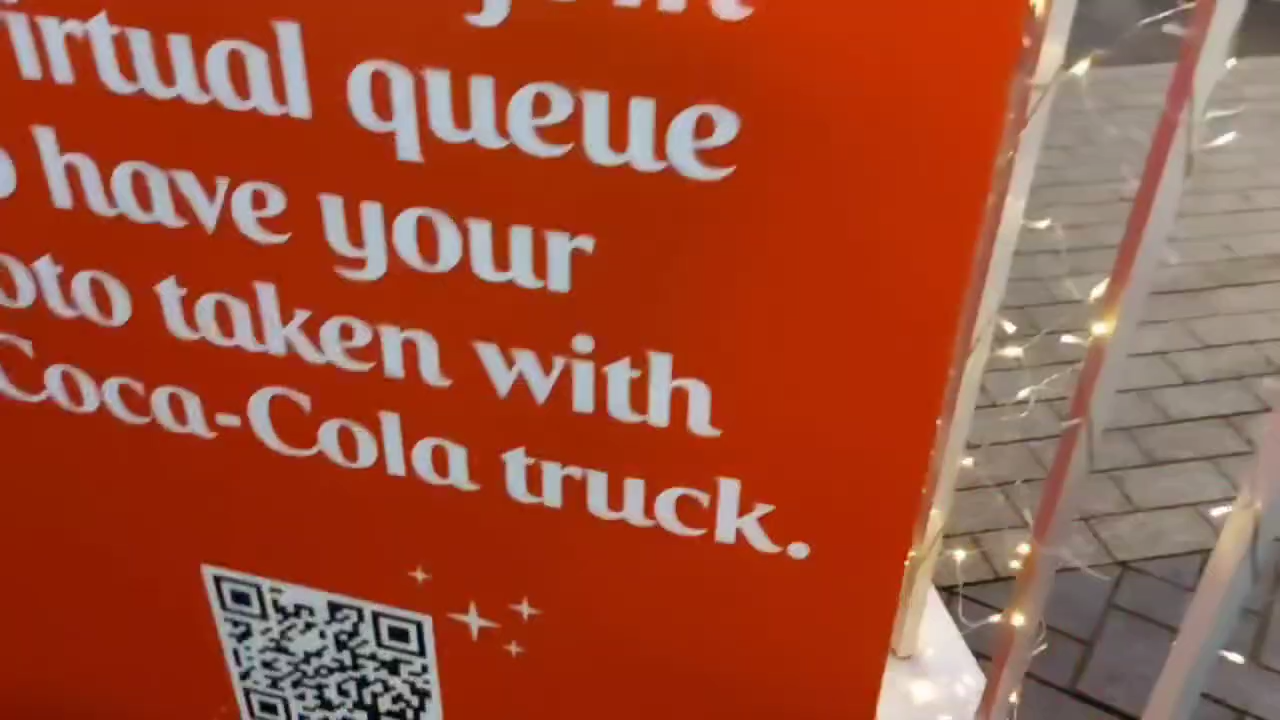 irtual queue
have your
oto taken with
Coca-Cola truck.